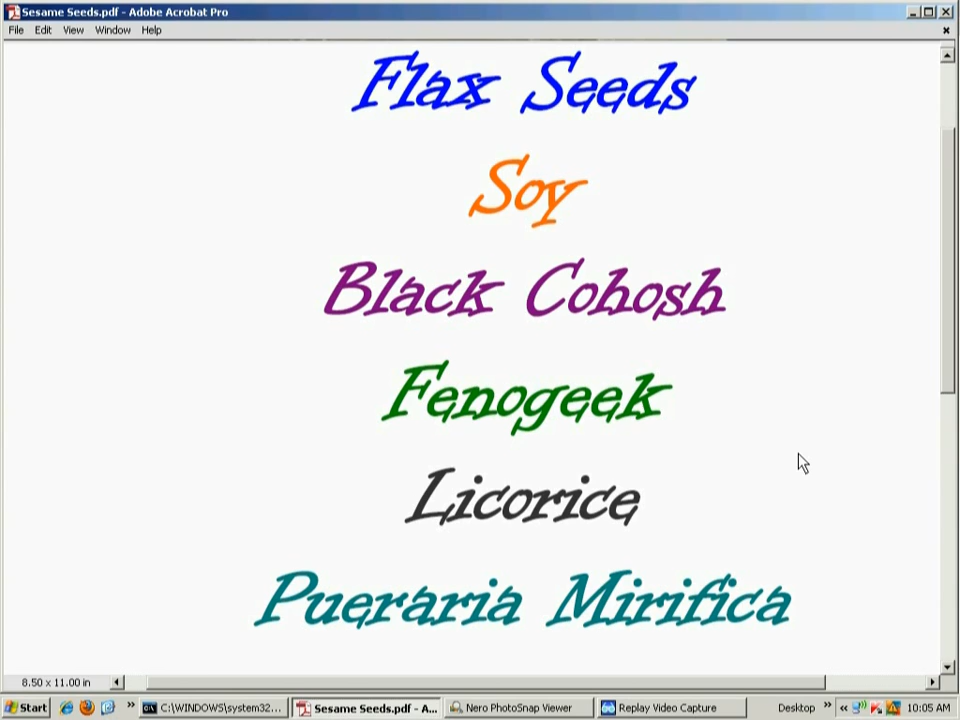 Sesame Seeds.pdf - Adobe Acrobat Pro
File Edit View Window Help
Flax Seeds
Soy
Black Cohosh
Fenogeek
Licorice
Pueraria Mirifica
8.50 x 11.00 in
Start C:\WINDOWS\system32... Sesame Seeds.pdf - A... Nero PhotoSnap Viewer Replay Video Capture Desktop 10:05 AM